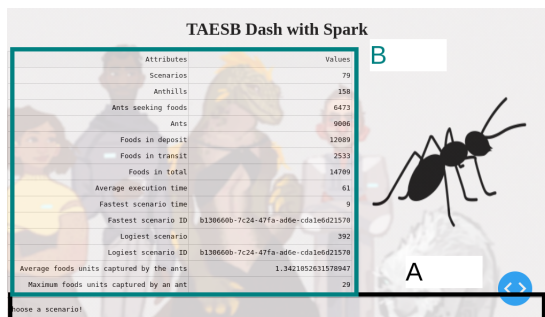 TAESB Dash with Spark
B
Attributes Values
Scenarios 79
Anthills 158
Ants seeking foods 6473
Ants 9006
Foods in deposit 12089
Foods in transit 2533
Foods in total 14709
Average execution time 61
Fastest scenario time 9
Fastest scenario ID b130660b-7c24-47fa-ad6e-cda1e6d21570
Logiest scenario 392
Logiest scenario ID b130660b-7c24-47fa-ad6e-cda1e6d21570
Average foods units captured by the ants 1.3421052631578947
A
Maximum foods units captured by an ant 29
hoose a scenario!